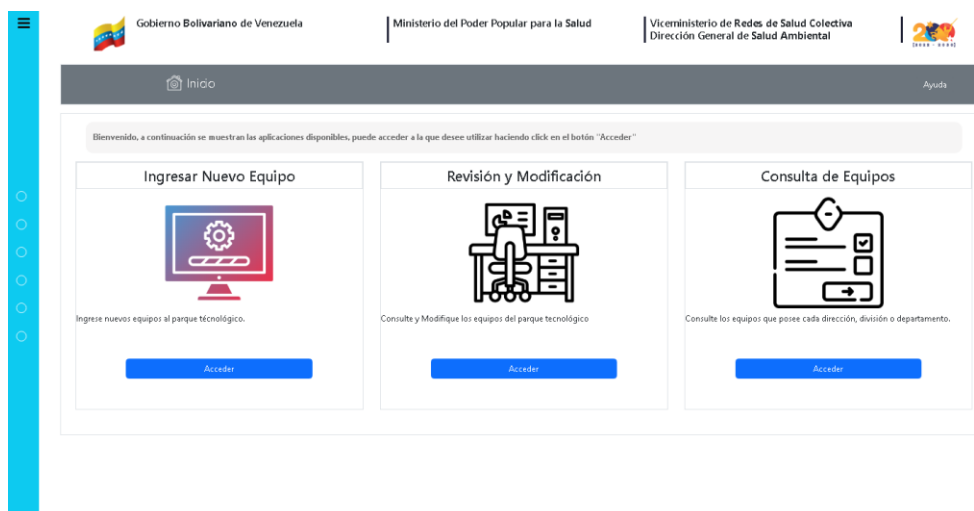 Gobierno Bolivariano de Venezuela
Ministerio del Poder Popular para la Salud
Viceministerio de Redes de Salud Colectiva
Dirección General de Salud Ambiental
Inicio
Ayuda
Bienvenido, a continuación se muestran las aplicaciones disponibles, puede acceder a la que desee utilizar haciendo click en el botón "Acceder"
Ingresar Nuevo Equipo
Revisión y Modificación
Consulta de Equipos
Ingrese nuevos equipos al parque técnológico.
Consulte y Modifique los equipos del parque tecnológico
Consulte los equipos que posee cada dirección, división o departamento.
Acceder
Acceder
Acceder